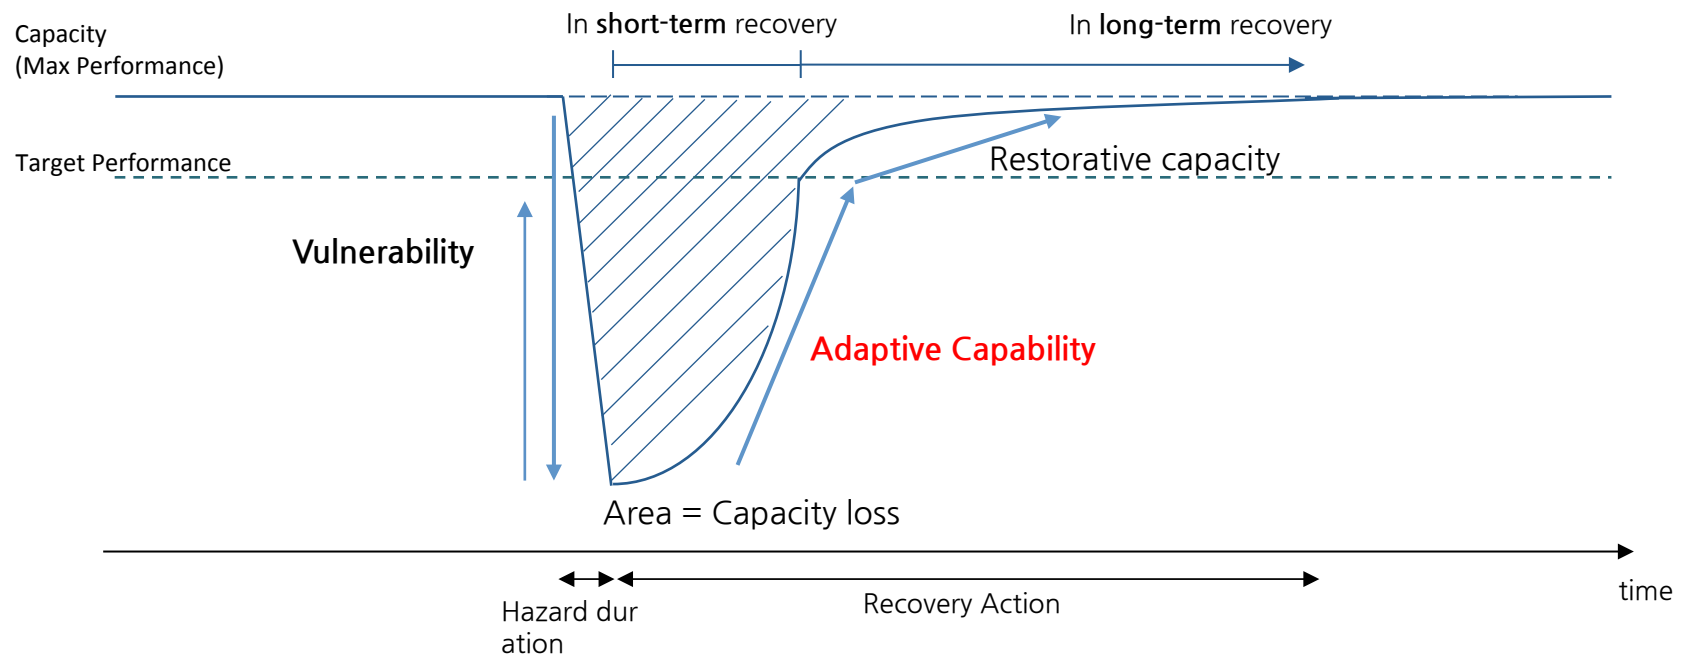 In short-term recovery
In long-term recovery
Capacity
(Max Performance)
Target Performance
Restorative capacity
Vulnerability
Adaptive Capability
Area = Capacity loss
time
Hazard dur
ation
Recovery Action